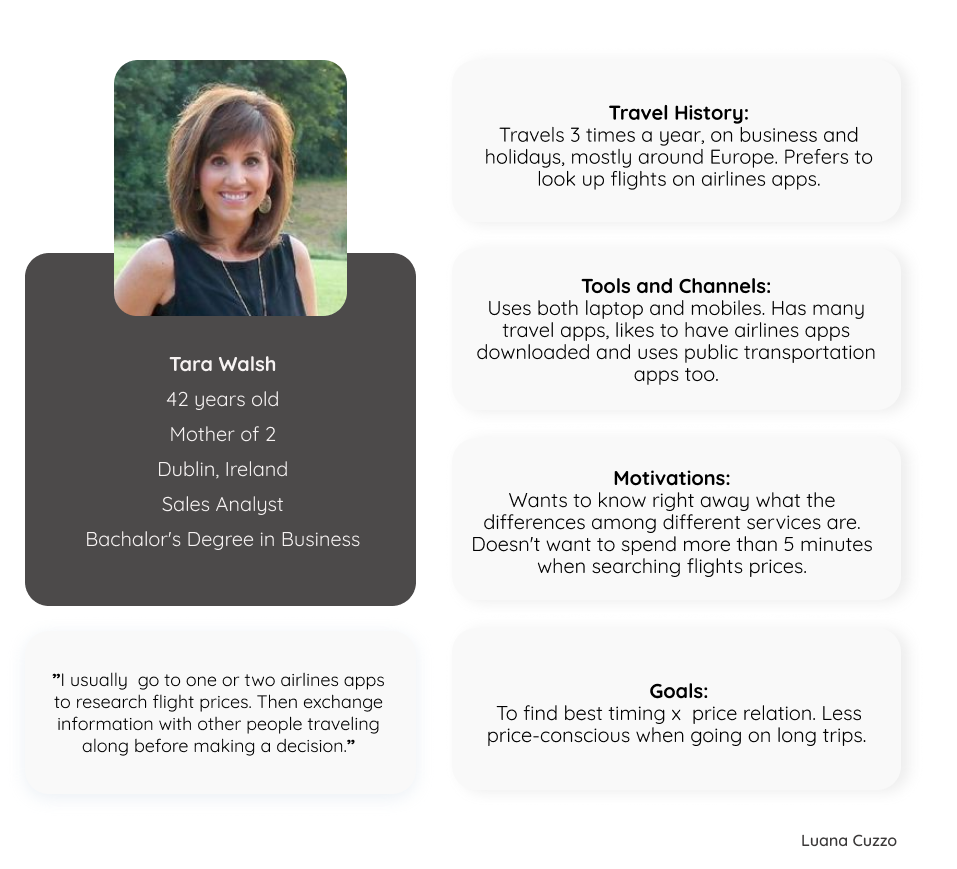 Tara Walsh
42 years old
Mother of 2
Dublin, Ireland
Sales Analyst
Bachalor's Degree in Business
”I usually  go to one or two airlines apps
to research flight prices. Then exchange
information with other people traveling
along before making a decision.”
Travel History:
Travels 3 times a year, on business and
holidays, mostly around Europe. Prefers to
look up flights on airlines apps.
Tools and Channels:
Uses both laptop and mobiles. Has many
travel apps, likes to have airlines apps
downloaded and uses public transportation
apps too.
Motivations:
Wants to know right away what the
differences among different services are.
Doesn't want to spend more than 5 minutes
when searching flights prices.
Goals:
To find best timing x  price relation. Less
price-conscious when going on long trips.
Luana Cuzzo